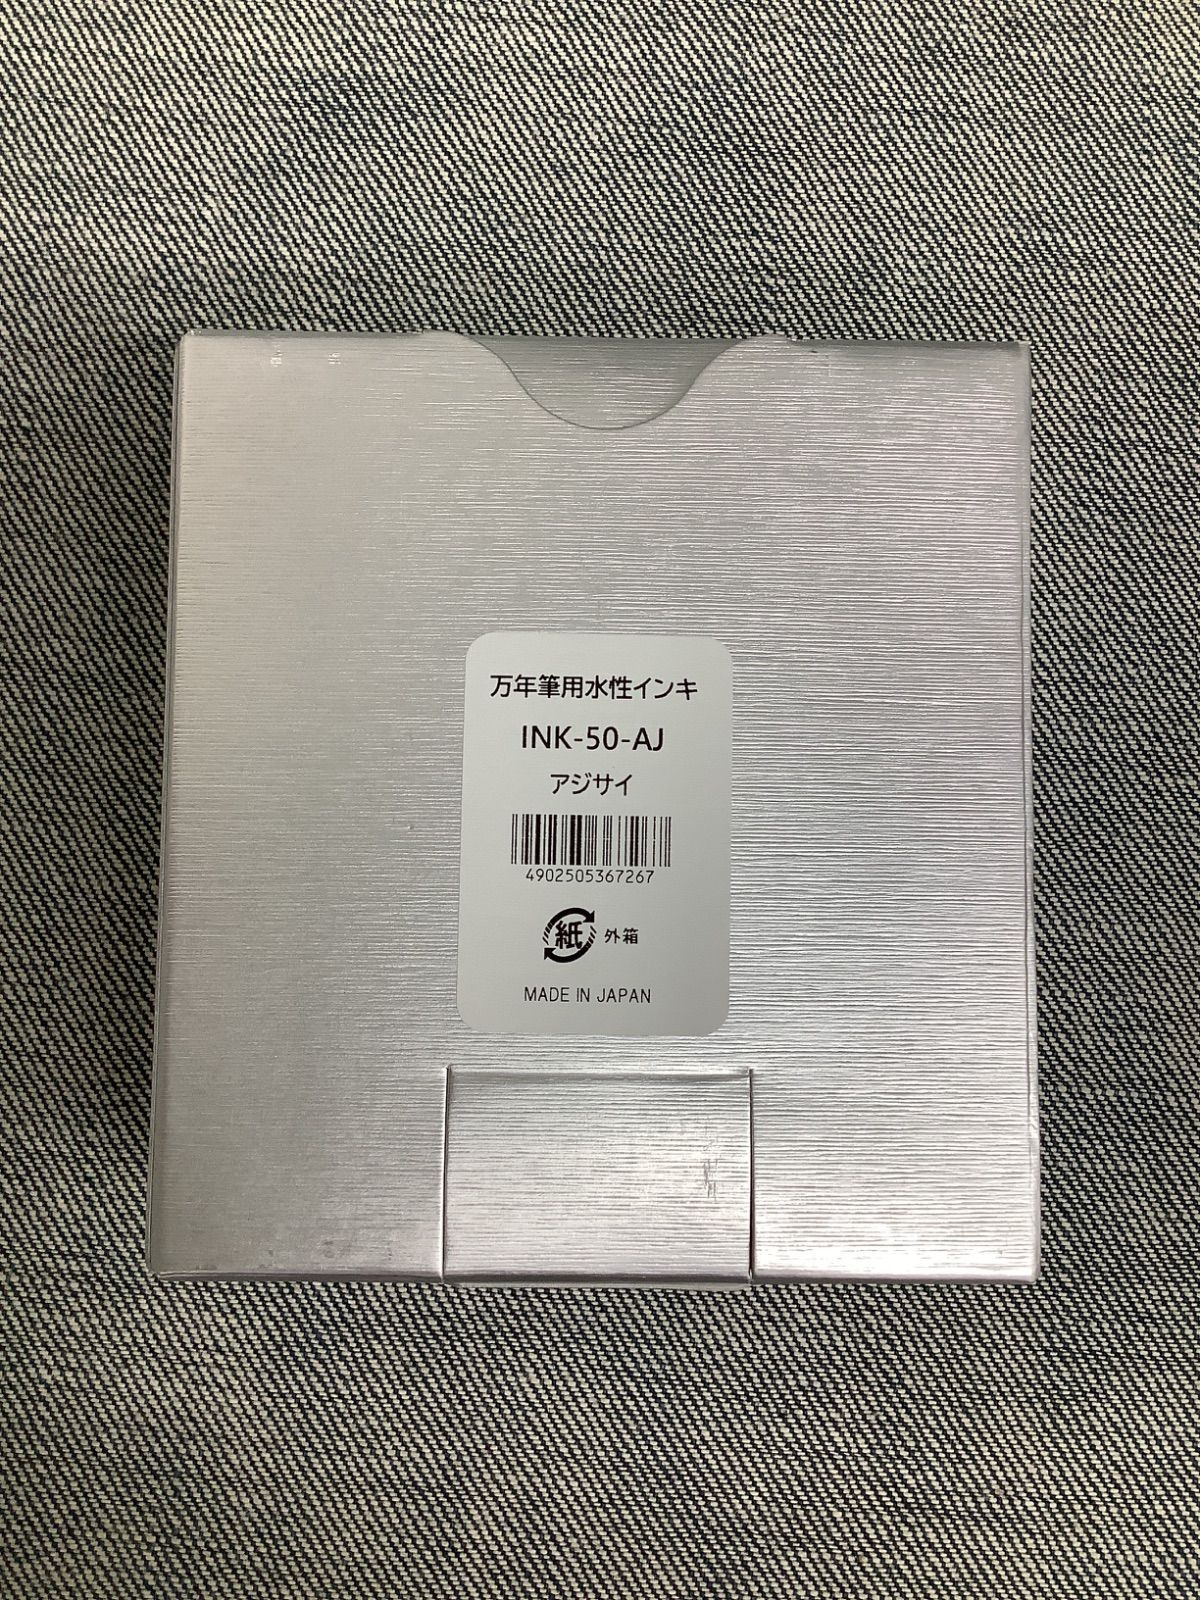 万年筆用水性インキ
INK-50-AJ
アジサイ
4902505367267
紙 外箱
MADE IN JAPAN